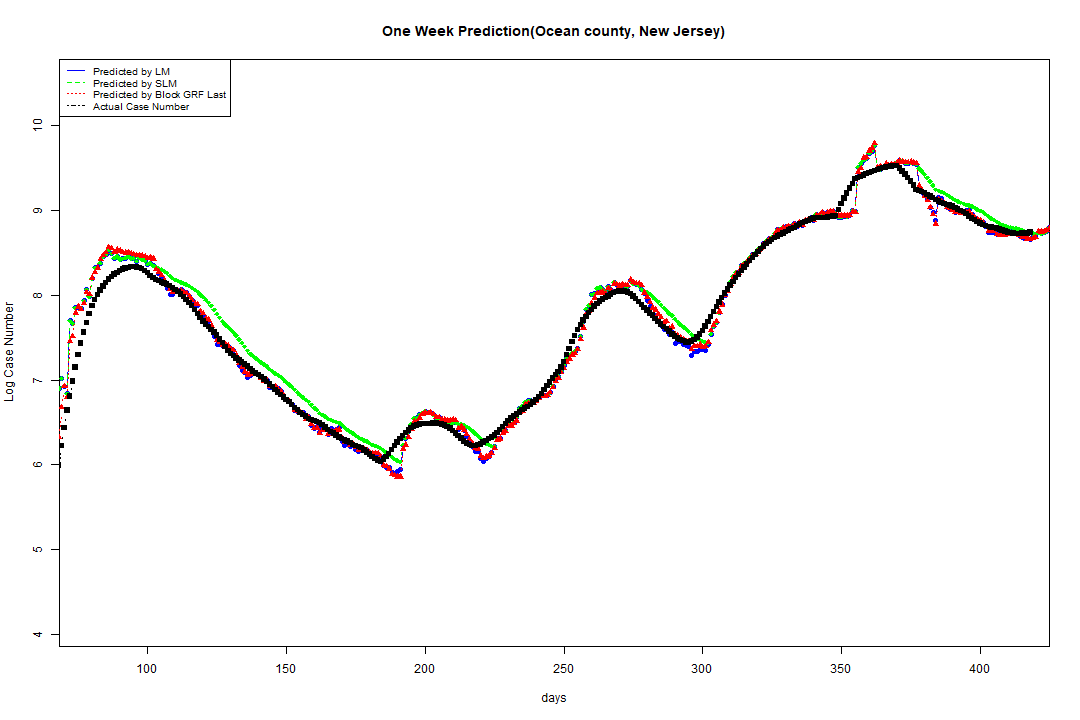 One Week Prediction(Ocean county, New Jersey)
Predicted by LM
Predicted by SLM
Predicted by Block GRF Last
Actual Case Number
10
9
8
7
6
5
4
Log Case Number
100 150 200 250 300 350 400
days